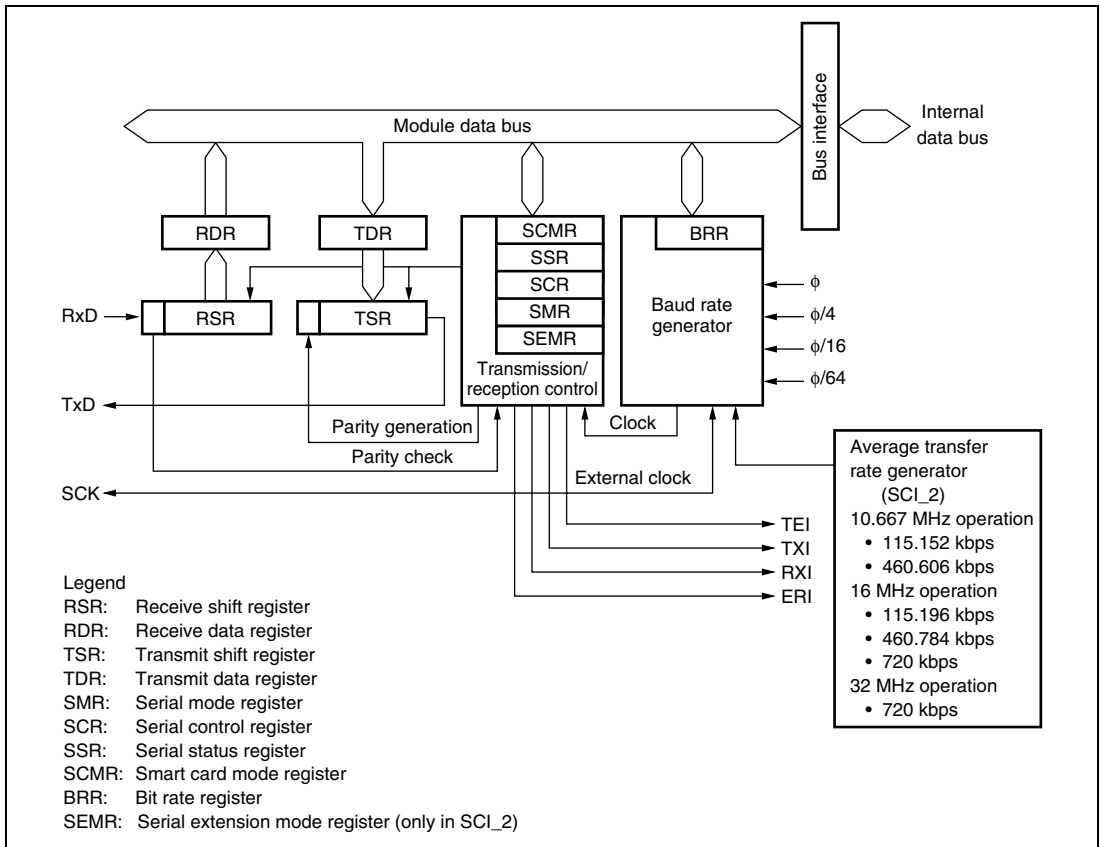 Module data bus
Bus interface
Internal
data bus
RDR
TDR
SCMR
SSR
SCR
SMR
SEMR
Transmission/
reception control
BRR
Baud rate
generator
ϕ
ϕ/4
ϕ/16
ϕ/64
RxD
RSR
TSR
TxD
Parity generation
Parity check
Clock
External clock
SCK
TEI
TXI
RXI
ERI
Average transfer
rate generator
(SCI_2)
10.667 MHz operation
• 115.152 kbps
• 460.606 kbps
16 MHz operation
• 115.196 kbps
• 460.784 kbps
• 720 kbps
32 MHz operation
• 720 kbps
Legend
RSR: Receive shift register
RDR: Receive data register
TSR: Transmit shift register
TDR: Transmit data register
SMR: Serial mode register
SCR: Serial control register
SSR: Serial status register
SCMR: Smart card mode register
BRR: Bit rate register
SEMR: Serial extension mode register (only in SCI_2)